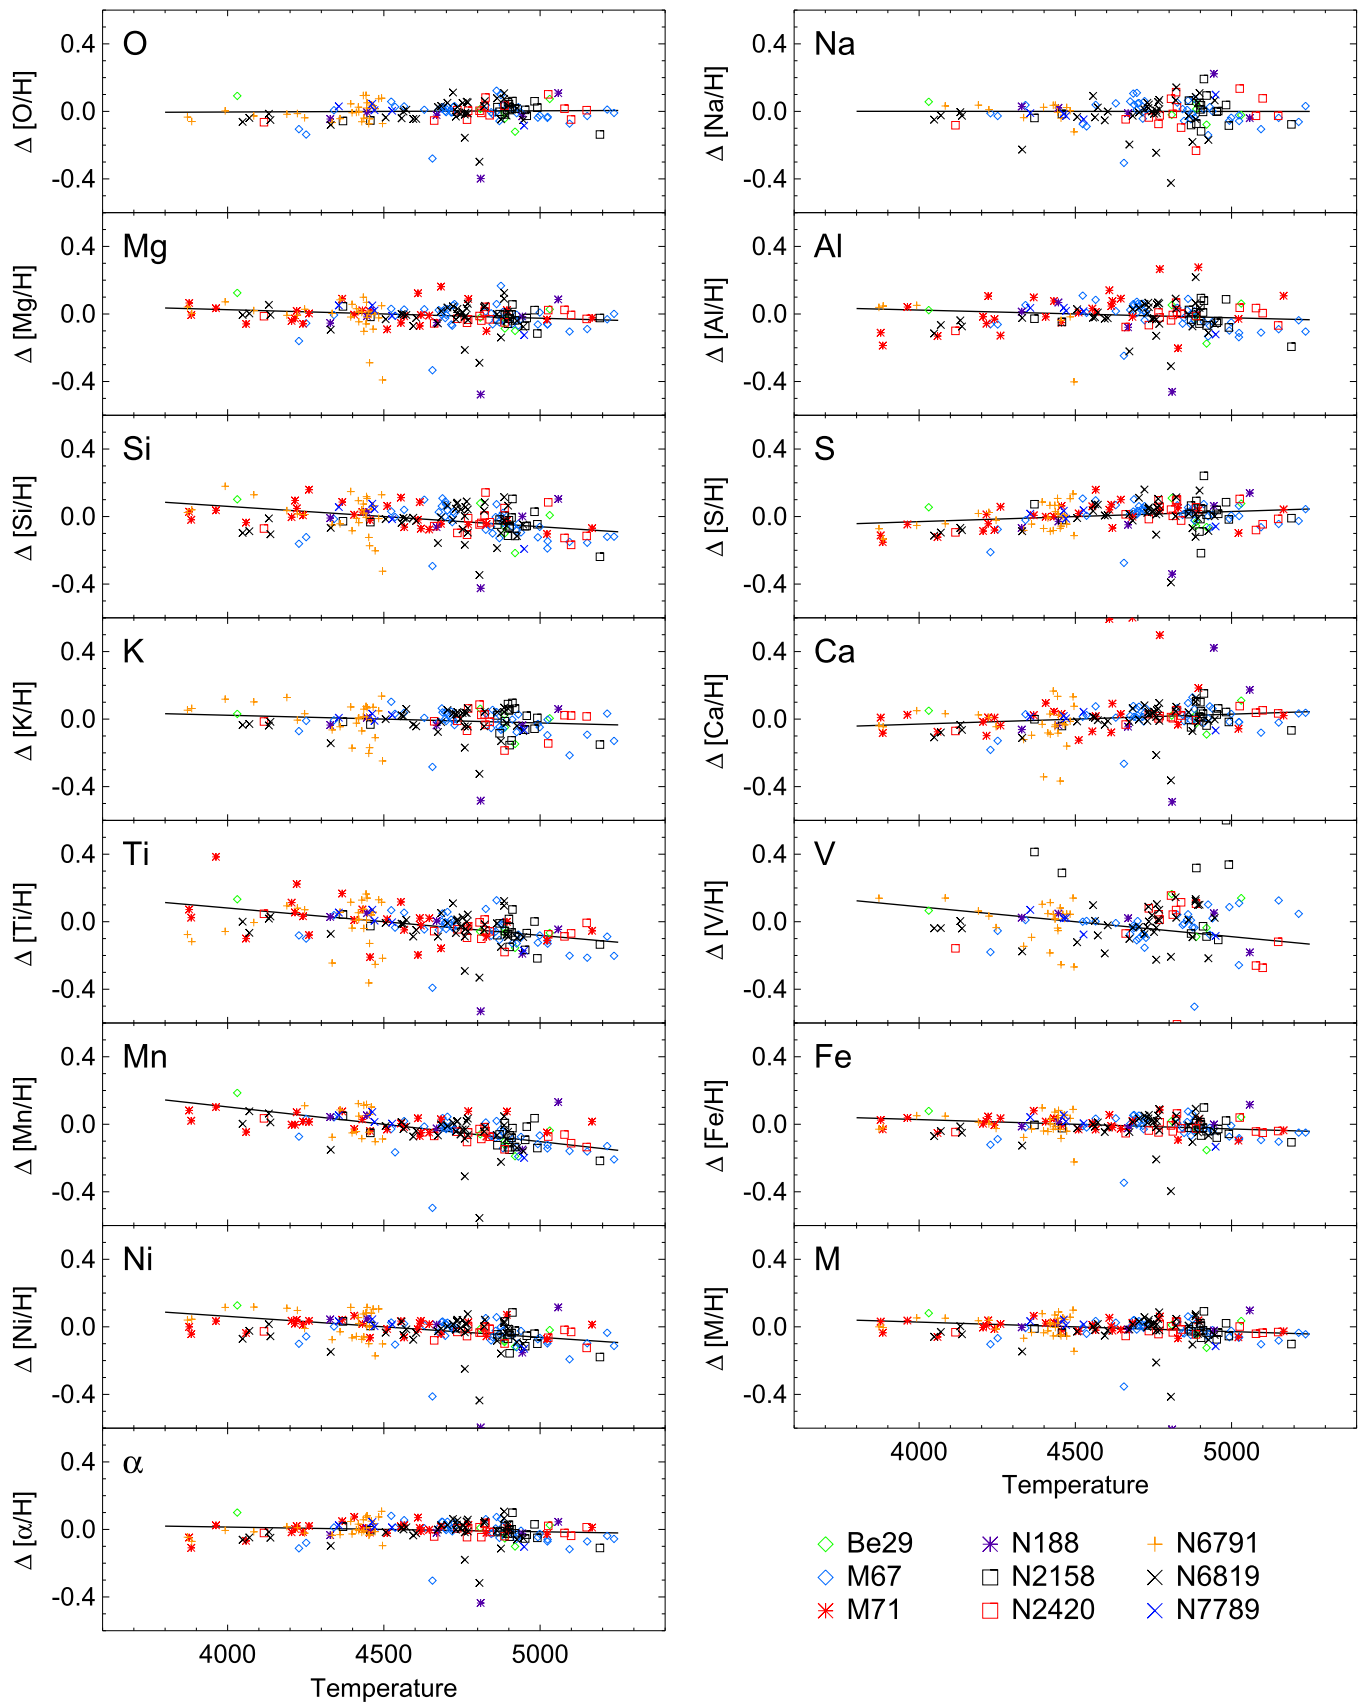 O
Δ [O/H]
0.4
0.0
-0.4
Na
Δ [Na/H]
0.4
0.0
-0.4
Mg
Δ [Mg/H]
0.4
0.0
-0.4
Al
Δ [Al/H]
0.4
0.0
-0.4
Si
Δ [Si/H]
0.4
0.0
-0.4
S
Δ [S/H]
0.4
0.0
-0.4
K
Δ [K/H]
0.4
0.0
-0.4
Ca
Δ [Ca/H]
0.4
0.0
-0.4
Ti
Δ [Ti/H]
0.4
0.0
-0.4
V
Δ [V/H]
0.4
0.0
-0.4
Mn
Δ [Mn/H]
0.4
0.0
-0.4
Fe
Δ [Fe/H]
0.4
0.0
-0.4
Ni
Δ [Ni/H]
0.4
0.0
-0.4
M
Δ [M/H]
0.4
0.0
-0.4
4000 4500 5000
Temperature
α
Δ [α/H]
0.4
0.0
-0.4
4000 4500 5000
Temperature
Be29 N188 N6791
M67 N2158 N6819
M71 N2420 N7789